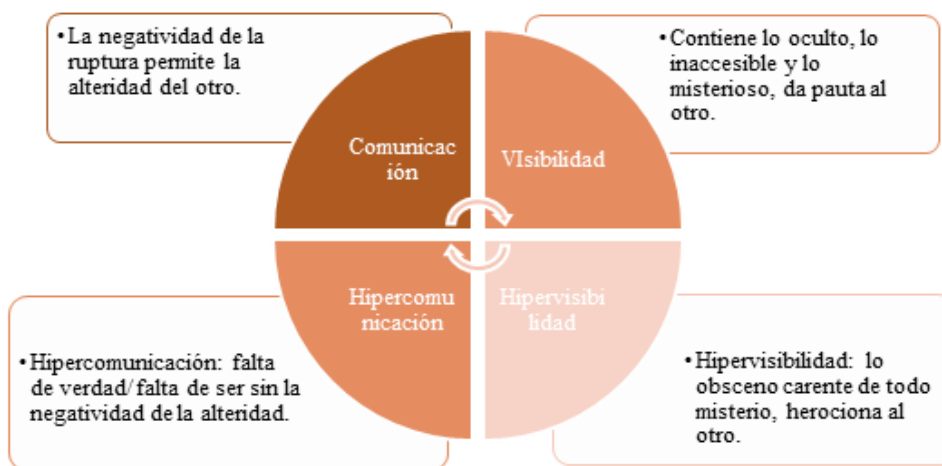 •La negatividad de la
ruptura permite la
alteridad del otro.
•Contiene lo oculto, lo
inaccesible y lo
misterioso, da pauta al
otro.
Comunicac
ión
VIsibilidad
Hipercomu
nicación
Hipervisibi
lidad
•Hipercomunicación: falta
de verdad/falta de ser sin la
negatividad de la alteridad.
•Hipervisibilidad: lo
obsceno carente de todo
misterio, herociona al
otro.